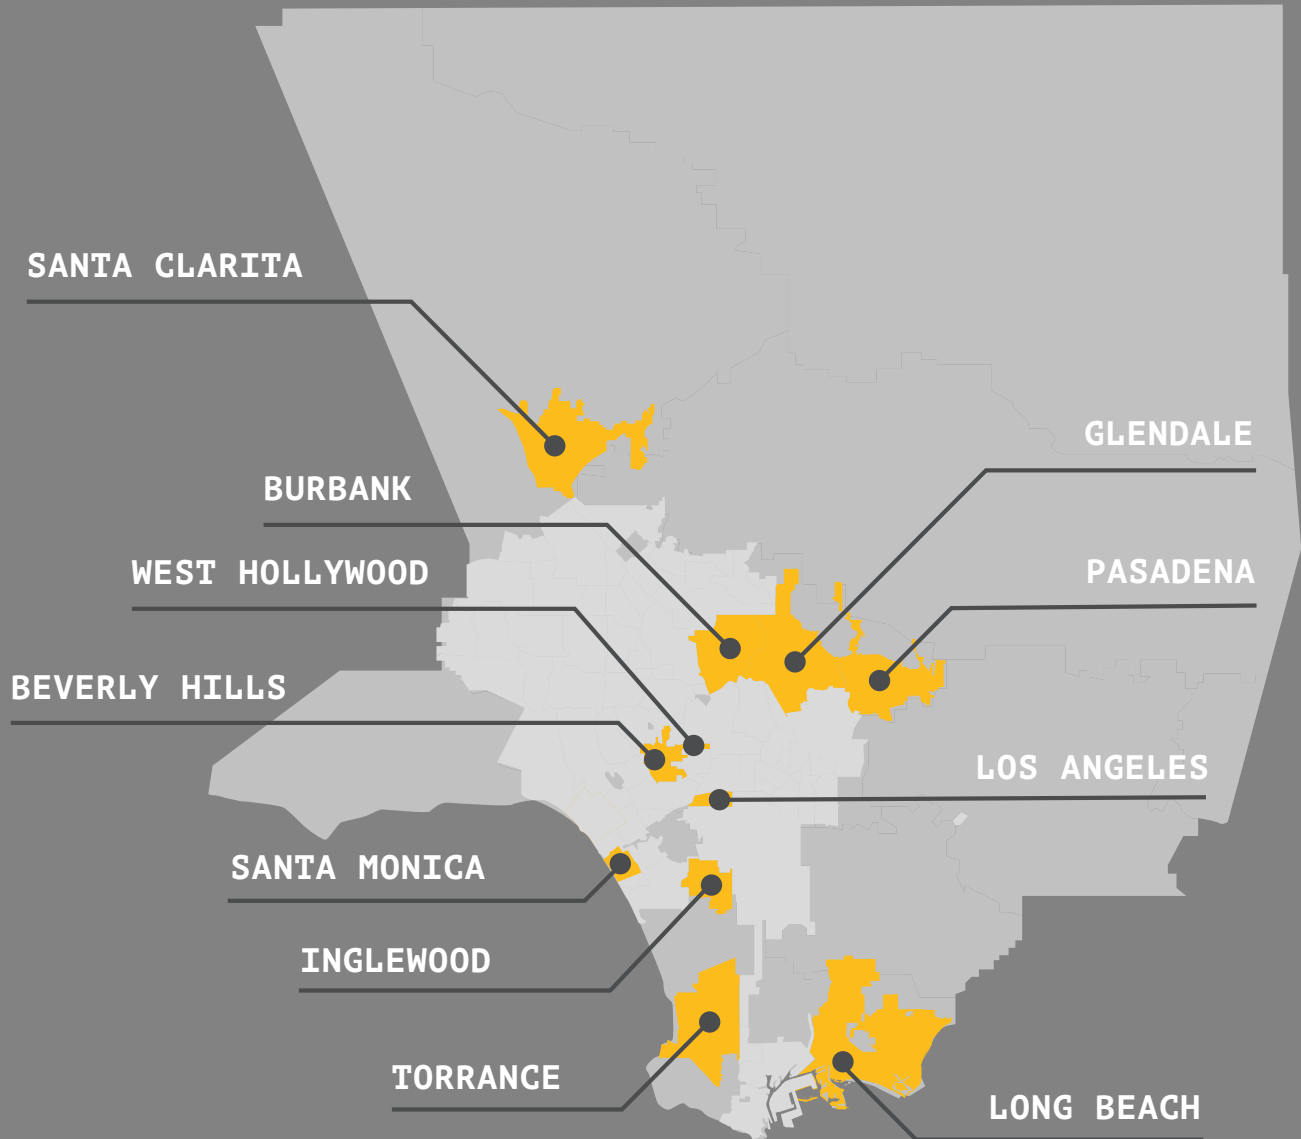 SANTA CLARITA
GLENDALE
BURBANK
WEST HOLLYWOOD
PASADENA
BEVERLY HILLS
LOS ANGELES
SANTA MONICA
INGLEWOOD
TORRANCE
LONG BEACH